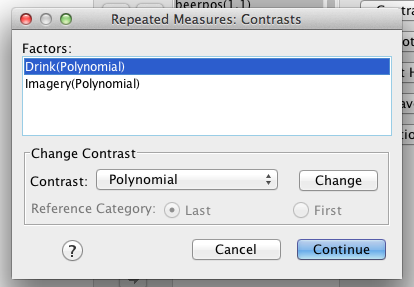 beerpos(1,1)
Contra
Repeated Measures: Contrasts
Factors:
Drink(Polynomial)
Imagery(Polynomial)
Change Contrast
Contrast:
Polynomial
Change
Reference Category:
Last
First
?
Cancel
Continue